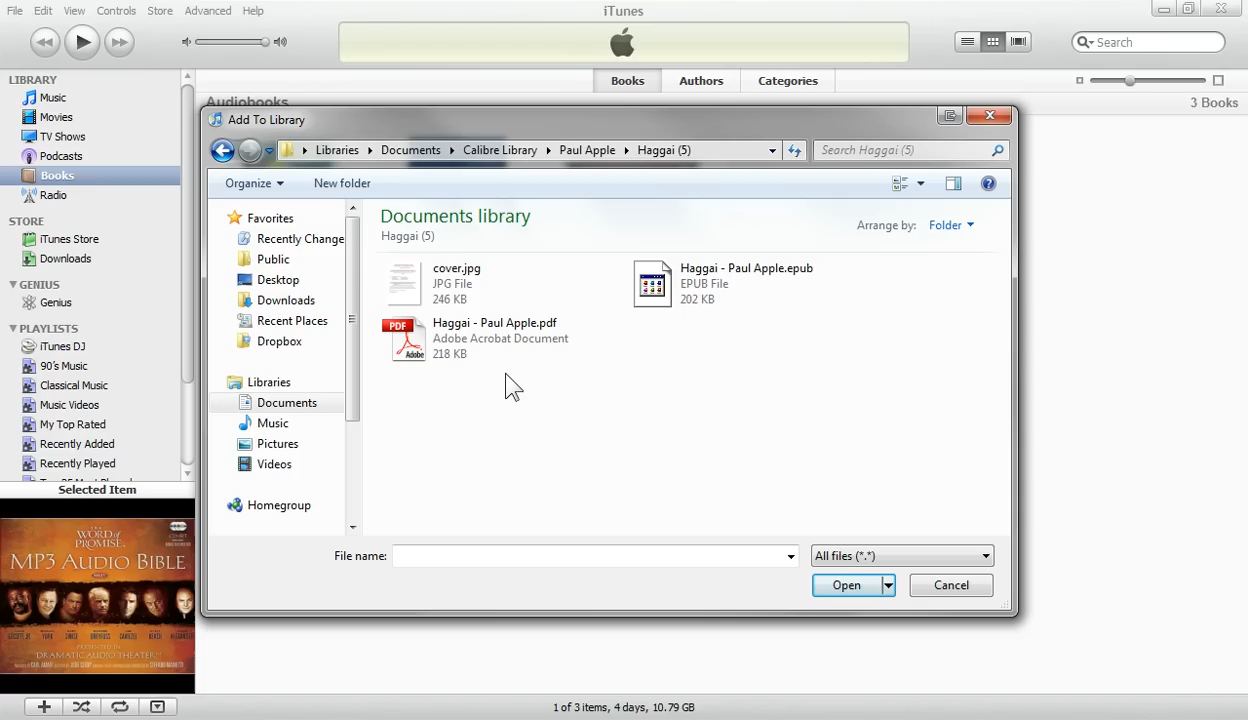 File Edit View Controls Store Advanced Help
iTunes
Search
LIBRARY
Music
Movies
TV Shows
Podcasts
Books
Radio
STORE
iTunes Store
Downloads
GENIUS
Genius
PLAYLISTS
iTunes DJ
90's Music
Classical Music
Music Videos
My Top Rated
Recently Added
Recently Played
Selected Item
THE
WORD OF
PROMISE
MP3 AUDIO BIBLE
DRAMATIC AUDIO THEATER
Books Authors Categories
Audiobooks
3 Books
Add To Library
Libraries Documents Calibre Library Paul Apple Haggai (5)
Search Haggai (5)
Organize New folder
Favorites
Recently Change
Public
Desktop
Downloads
Recent Places
Dropbox
Libraries
Documents
Music
Pictures
Videos
Homegroup
Documents library
Haggai (5)
Arrange by: Folder
cover.jpg
JPG File
246 KB
Haggai - Paul Apple.epub
EPUB File
202 KB
PDF
Adobe
Haggai - Paul Apple.pdf
Adobe Acrobat Document
218 KB
File name:
All files (*.*)
Open Cancel
1 of 3 items, 4 days, 10.79 GB